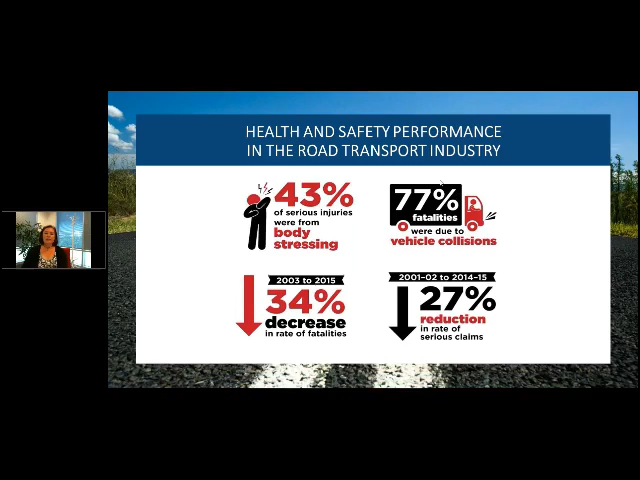 HEALTH AND SAFETY PERFORMANCE
IN THE ROAD TRANSPORT INDUSTRY
43%
of serious injuries
were from
body
stressing
77%
fatalities
were due to
vehicle collisions
2003 to 2015
34%
decrease
in rate of fatalities
2001–02 to 2014–15
27%
reduction
in rate of
serious claims